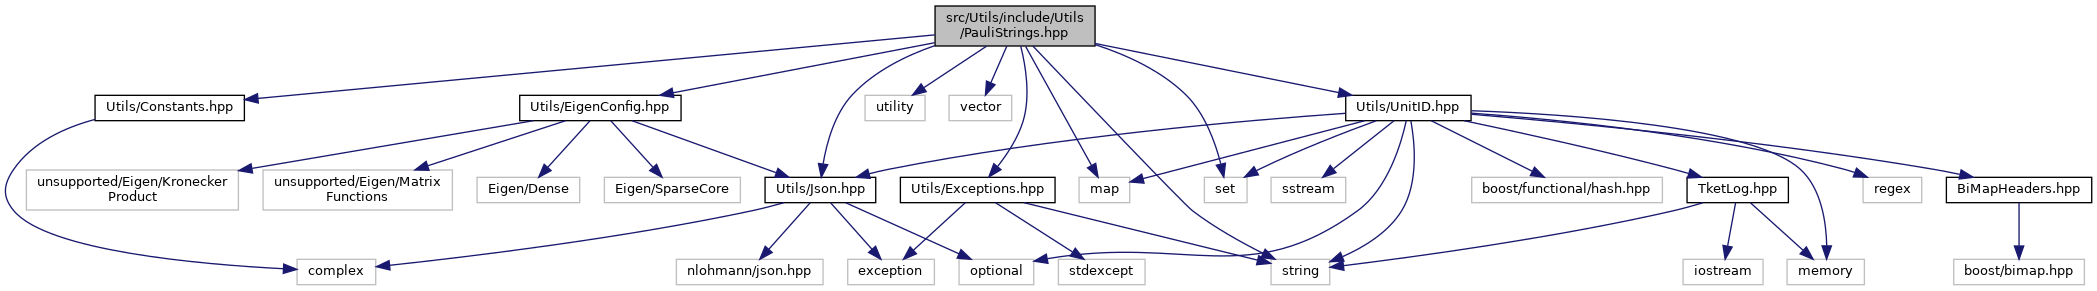 src/Utils/include/Utils
/PauliStrings.hpp
Utils/Constants.hpp
Utils/EigenConfig.hpp
utility
vector
Utils/UnitID.hpp
unsupported/Eigen/Kronecker
Product
unsupported/Eigen/Matrix
Functions
Eigen/Dense
Eigen/SparseCore
Utils/Json.hpp
Utils/Exceptions.hpp
map
set
sstream
boost/functional/hash.hpp
TketLog.hpp
regex
BiMapHeaders.hpp
complex
nlohmann/json.hpp
exception
optional
stdexcept
string
iostream
memory
boost/bimap.hpp